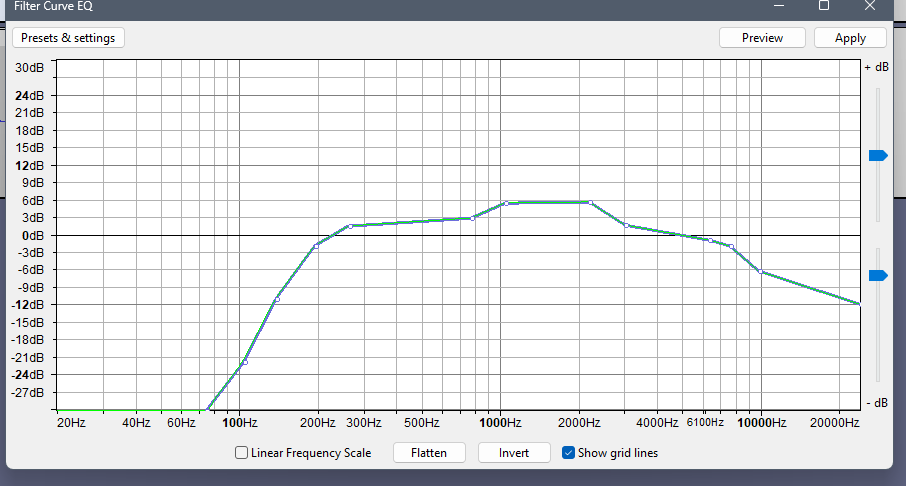 Filter Curve EQ
Presets & settings
Preview
Apply
30dB
24dB
21dB
18dB
15dB
12dB
9dB
6dB
3dB
0dB
-3dB
-6dB
-9dB
-12dB
-15dB
-18dB
-21dB
-24dB
-27dB
+ dB
- dB
20Hz 40Hz 60Hz 100Hz 200Hz 300Hz 500Hz 1000Hz 2000Hz 4000Hz 6100Hz 10000Hz 20000Hz
Linear Frequency Scale
Flatten
Invert
Show grid lines